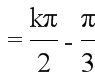 = kπ/2 - π/3